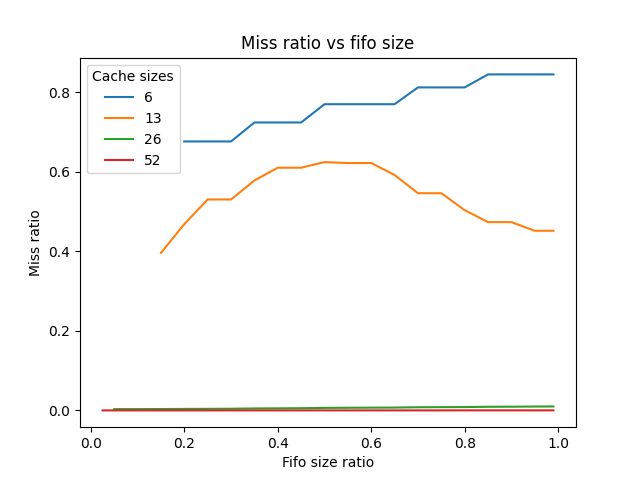 Miss ratio vs fifo size
Cache sizes
6
13
26
52
0.8
0.6
0.4
0.2
0.0
Miss ratio
0.0 0.2 0.4 0.6 0.8 1.0
Fifo size ratio